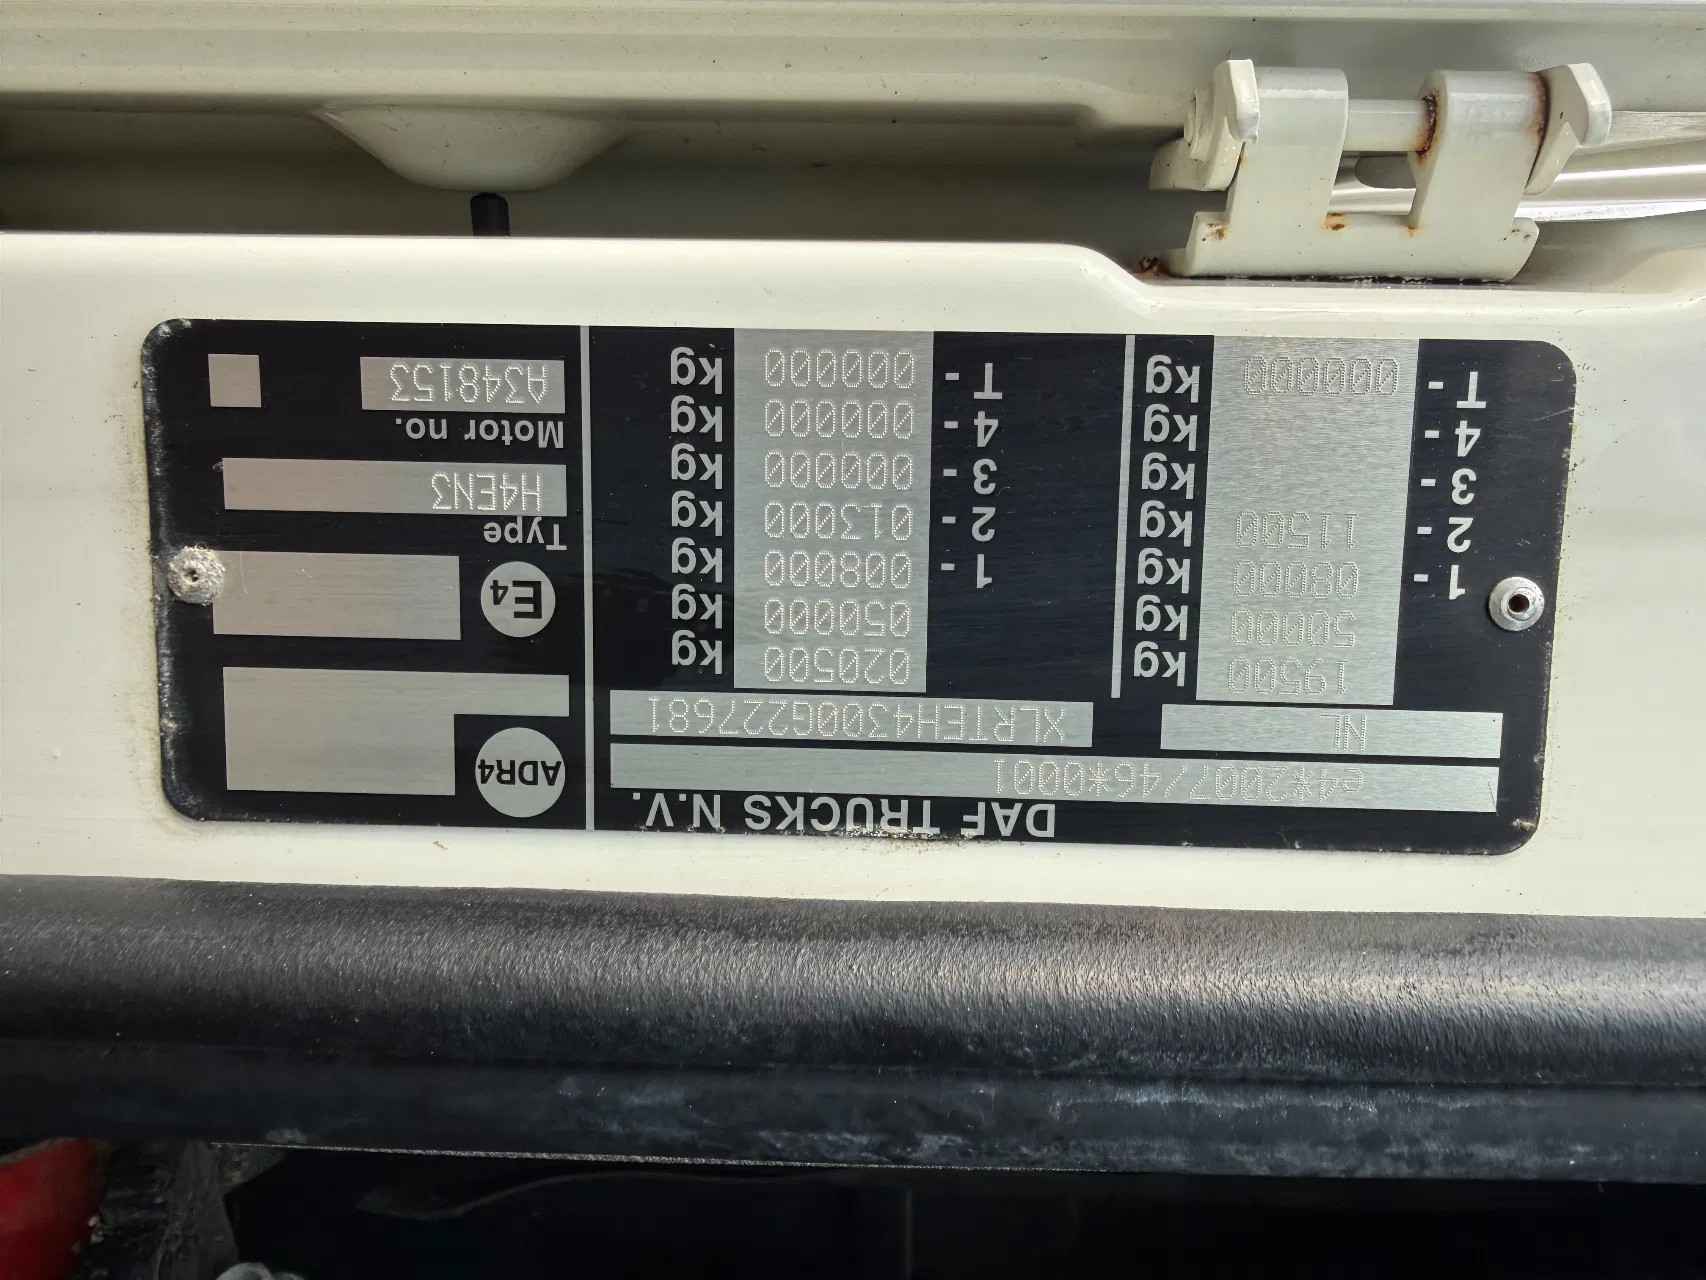 DAF TRUCKS N.V.
e4*2007/46*0001
NL XLRTEH4300G227681
19500 kg 020500 kg
50000 kg 050000 kg
1 - 08000 kg 1 - 008000 kg
2 - 11500 kg 2 - 013000 kg
3 - kg 3 - 000000 kg
4 - kg 4 - 000000 kg
T - 000000 kg T - 000000 kg
ADR4
E4
Type
H4EN3
Motor no.
A348153